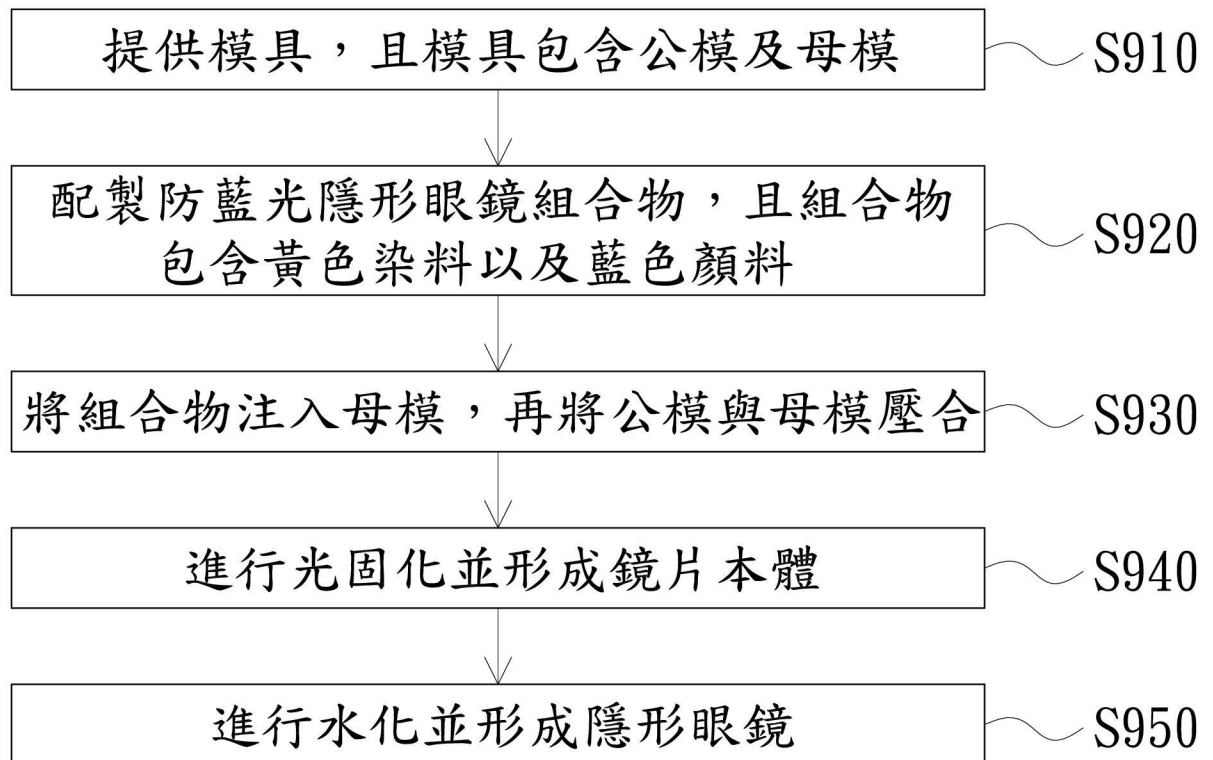 提供模具，且模具包含公模及母模
S910
配製防藍光隱形眼鏡組合物，且組合物
包含黃色染料以及藍色顏料
S920
將組合物注入母模，再將公模與母模壓合
S930
進行光固化並形成鏡片本體
S940
進行水化並形成隱形眼鏡
S950